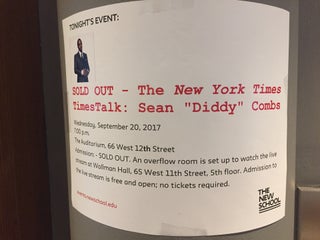 TONIGHT'S EVENT:
SOLD OUT - The New York Times
TimesTalk: Sean "Diddy" Combs
Wednesday, September 20, 2017
7:00 p.m.
The Auditorium, 66 West 12th Street
Admission: - SOLD OUT. An overflow room is set up to watch the live
stream at Wollman Hall, 65 West 11th Street, 5th floor. Admission to
the live stream is free and open; no tickets required.
events.newschool.edu
THE
NEW
SCHOOL